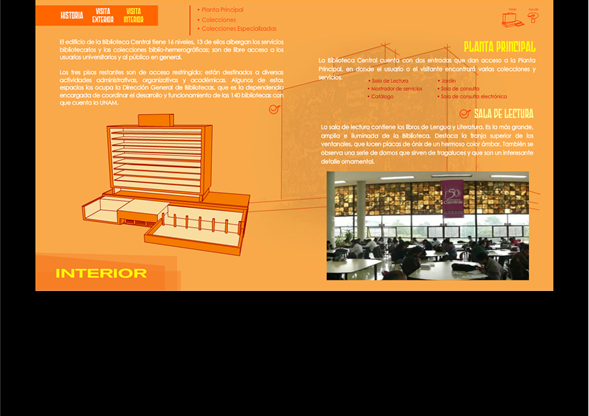 HISTORIA
VISITA
EXTERIOR
VISITA
INTERIOR
• Planta Principal
• Colecciones
• Colecciones Especializadas
El edificio de la Biblioteca Central tiene 16 niveles, 13 de ellos albergan los servicios
bibliotecarios y las colecciones biblio-hemerográficas; son de libre acceso a los
usuarios universitarios y al público en general.
Los tres pisos restantes son de acceso restringido; están destinados a diversas
actividades administrativas, organizativas y académicas. Algunos de estos
espacios los ocupa la Dirección General de Bibliotecas, que es la dependencia
encargada de coordinar el desarrollo y funcionamiento de las 140 bibliotecas con
que cuenta la UNAM.
INTERIOR
PLANTA PRINCIPAL
La Biblioteca Central cuenta con dos entradas que dan acceso a la Planta
Principal, en donde el usuario o el visitante encontrará varias colecciones y
servicios.
• Sala de Lectura
• Mostrador de servicios
• Catálogo
• Jardín
• Sala de consulta
• Sala de consulta electrónica
SALA DE LECTURA
La sala de lectura contiene los libros de Lengua y Literatura. Es la más grande,
amplia e iluminada de la Biblioteca. Destaca la franja superior de los
ventanales, que lucen placas de ónix de un hermoso color ámbar. También se
observa una serie de domos que sirven de tragaluces y que son un interesante
detalle ornamental.
50